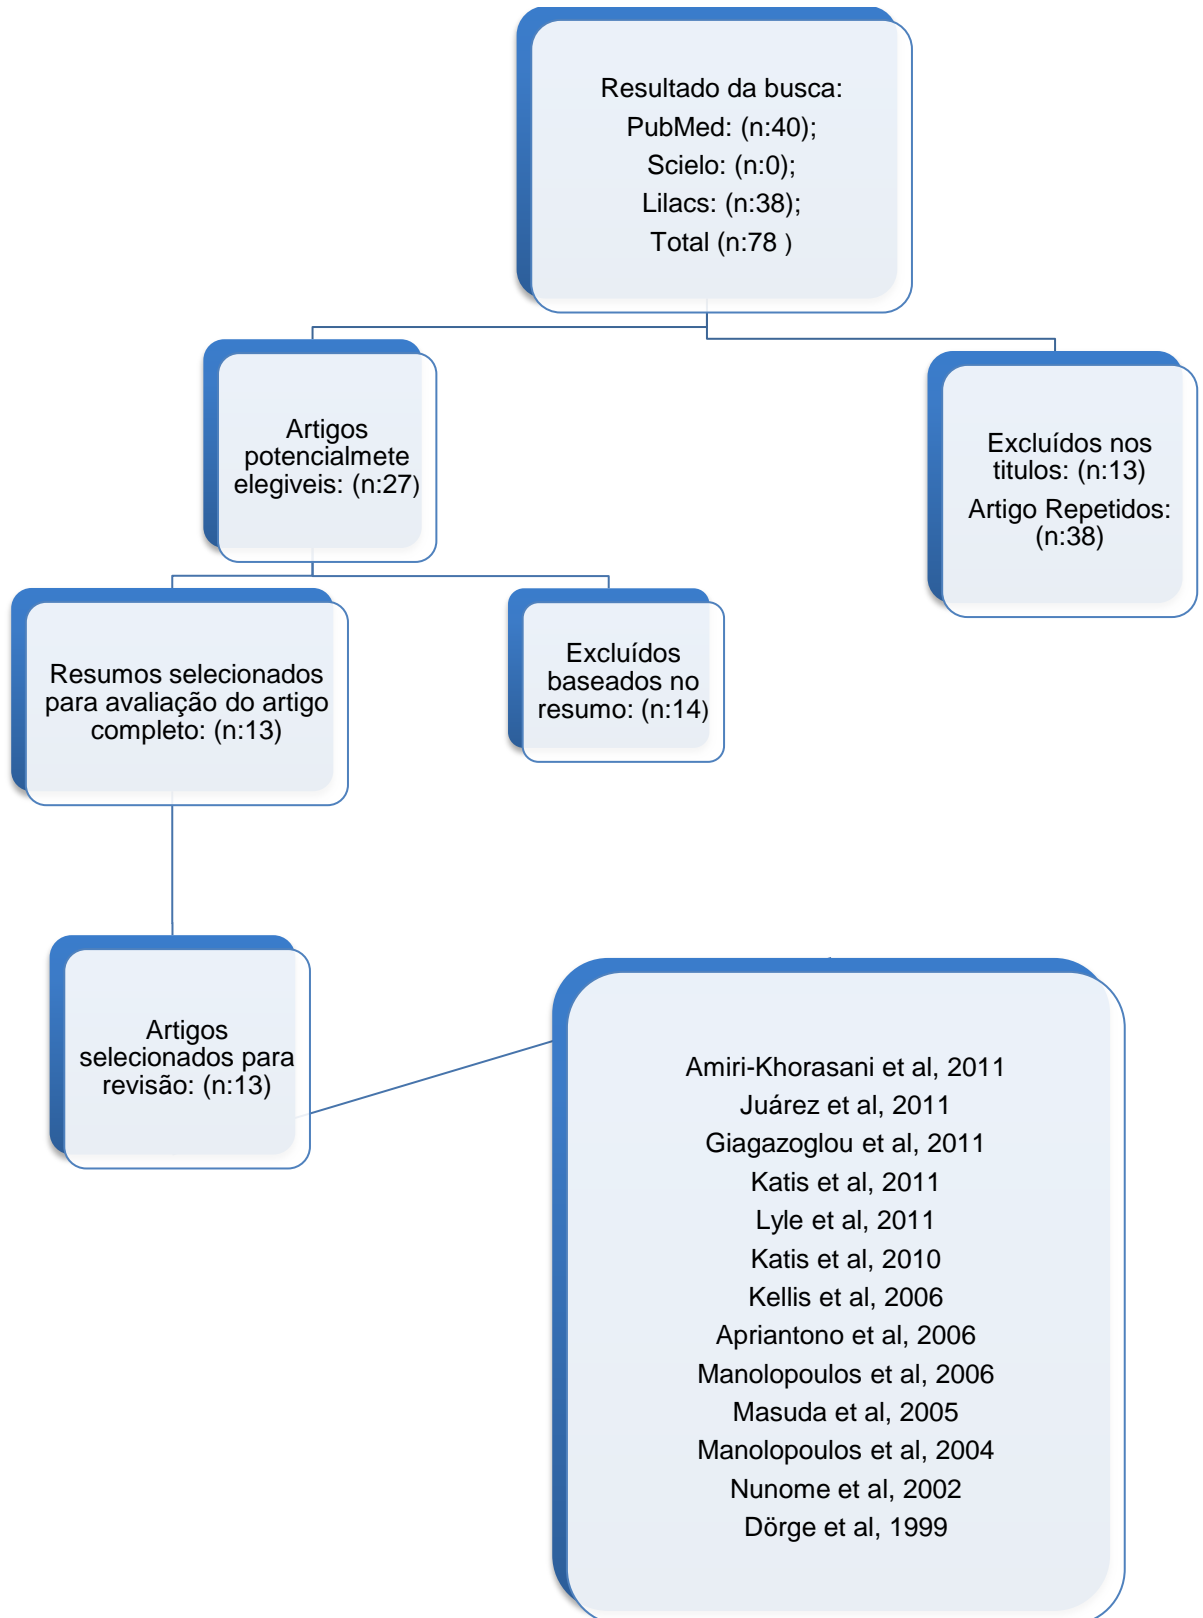 Resultado da busca:
PubMed: (n:40);
Scielo: (n:0);
Lilacs: (n:38);
Total (n:78 )
Artigos
potencialmete
elegiveis: (n:27)
Excluídos nos
titulos: (n:13)
Artigo Repetidos:
(n:38)
Resumos selecionados
para avaliação do artigo
completo: (n:13)
Excluídos
baseados no
resumo: (n:14)
Artigos
selecionados para
revisão: (n:13)
Amiri-Khorasani et al, 2011
Juárez et al, 2011
Giagazoglou et al, 2011
Katis et al, 2011
Lyle et al, 2011
Katis et al, 2010
Kellis et al, 2006
Apriantono et al, 2006
Manolopoulos et al, 2006
Masuda et al, 2005
Manolopoulos et al, 2004
Nunome et al, 2002
Dörge et al, 1999